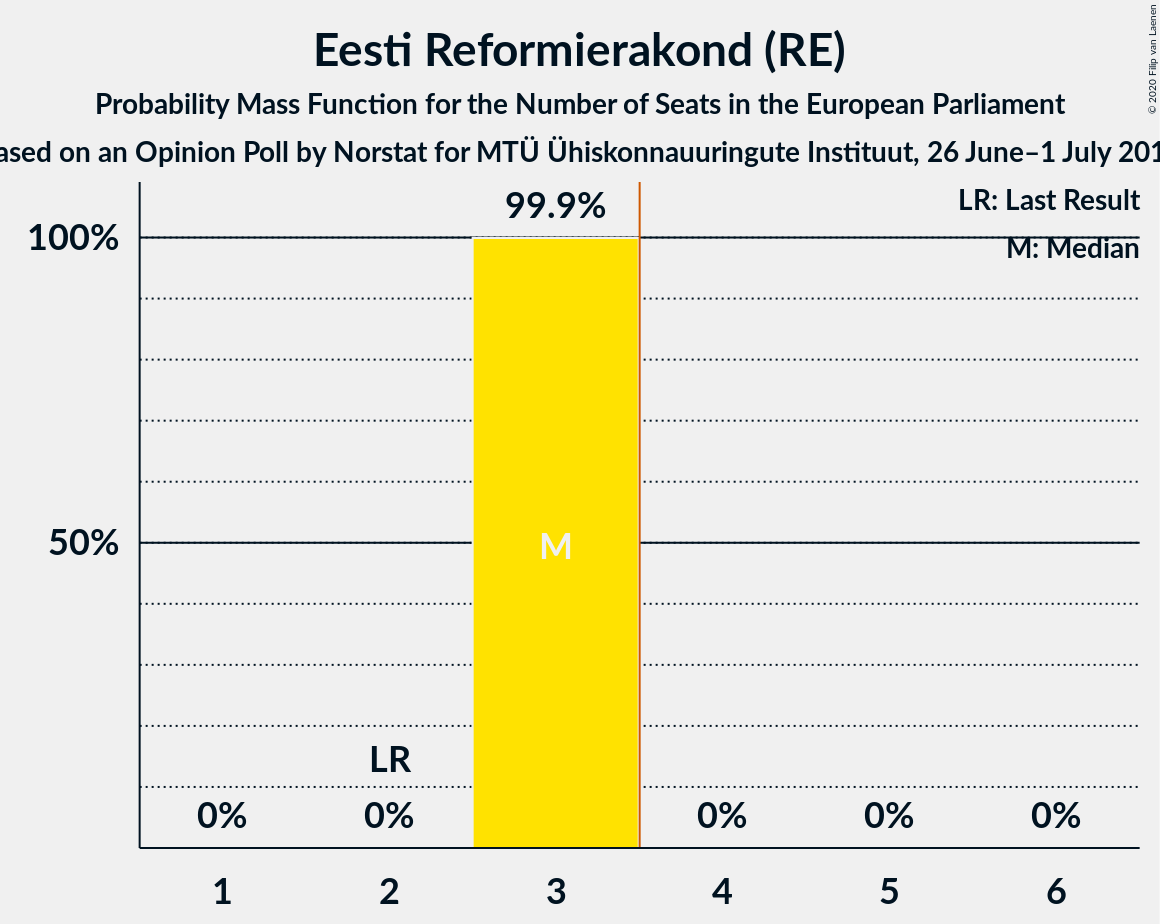 Eesti Reformierakond (RE)
Probability Mass Function for the Number of Seats in the European Parliament
ased on an Opinion Poll by Norstat for MTÜ Ühiskonnauuringute Instituut, 26 June–1 July 201
© 2020 Filip van Laenen
99.9%
LR: Last Result
100%
M: Median
50%
M
LR
0% 0% 0% 0% 0%
1 2 3 4 5 6